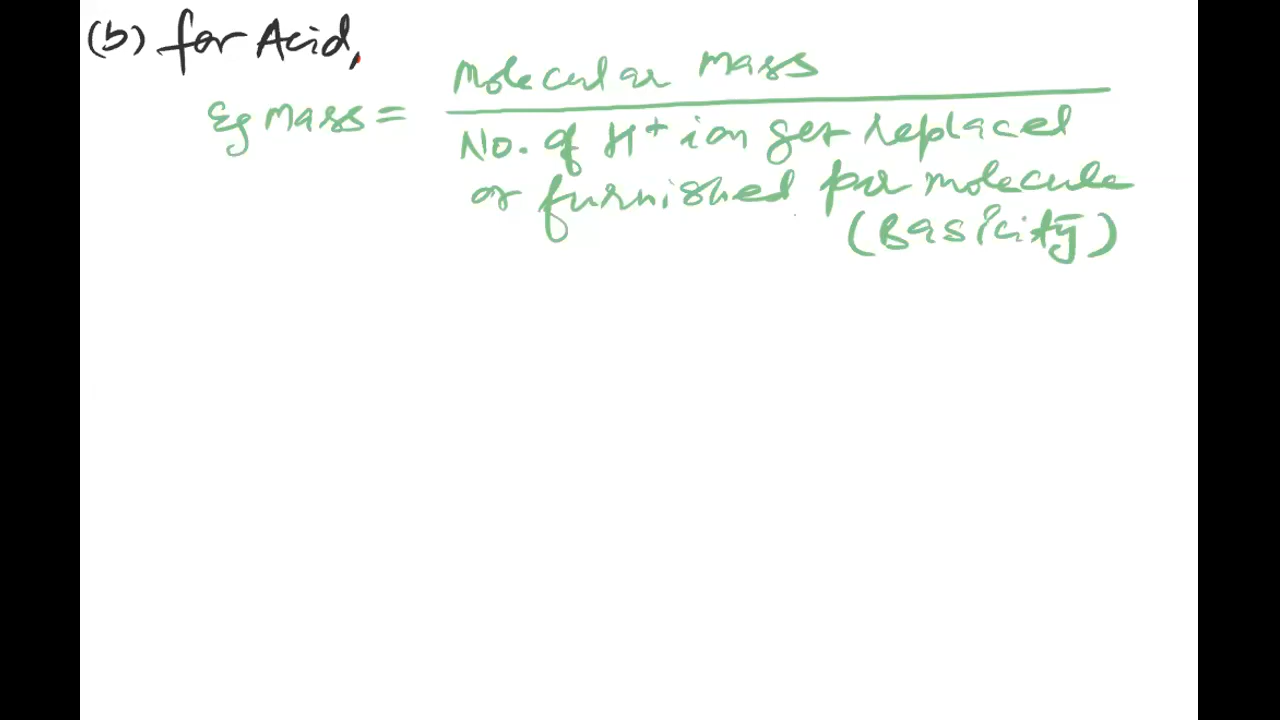 (b) for Acid,
Eq Mass = Molecular Mass
No. of H+ ion get replaced
or furnished per molecule
(Basicity)